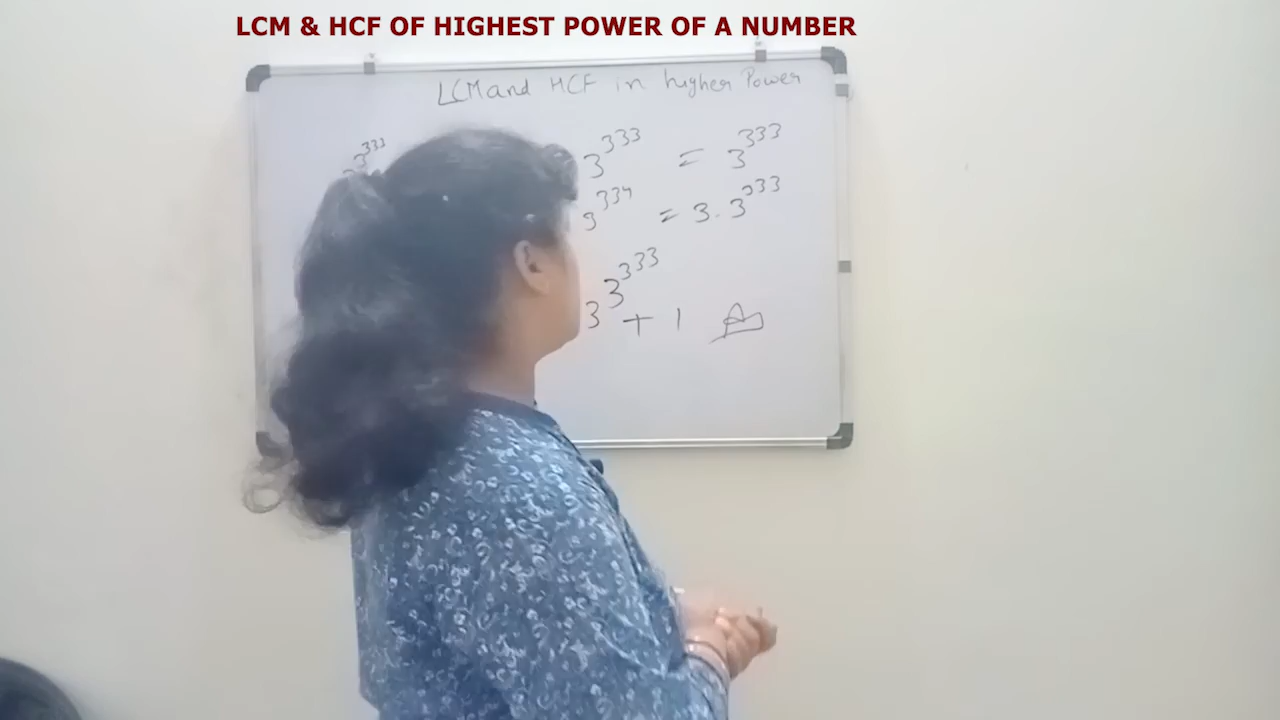 LCM & HCF OF HIGHEST POWER OF A NUMBER
LCM and HCF in higher Power
3^333
3^333 = 3^333
3^334 = 3.3^333
3^3^333 + 1